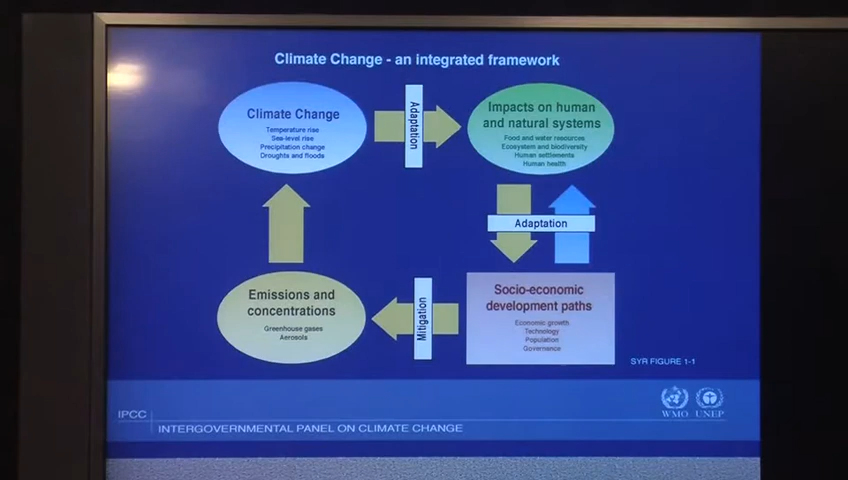 Climate Change - an integrated framework
Climate Change
Temperature rise
Sea-level rise
Precipitation change
Droughts and floods
Adaptation
Impacts on human
and natural systems
Food and water resources
Ecosystem and biodiversity
Human settlements
Human health
Adaptation
Emissions and
concentrations
Greenhouse gases
Aerosols
Mitigation
Socio-economic
development paths
Economic growth
Technology
Population
Governance
SYR FIGURE 1-1
WMO UNEP
IPCC
INTERGOVERNMENTAL PANEL ON CLIMATE CHANGE